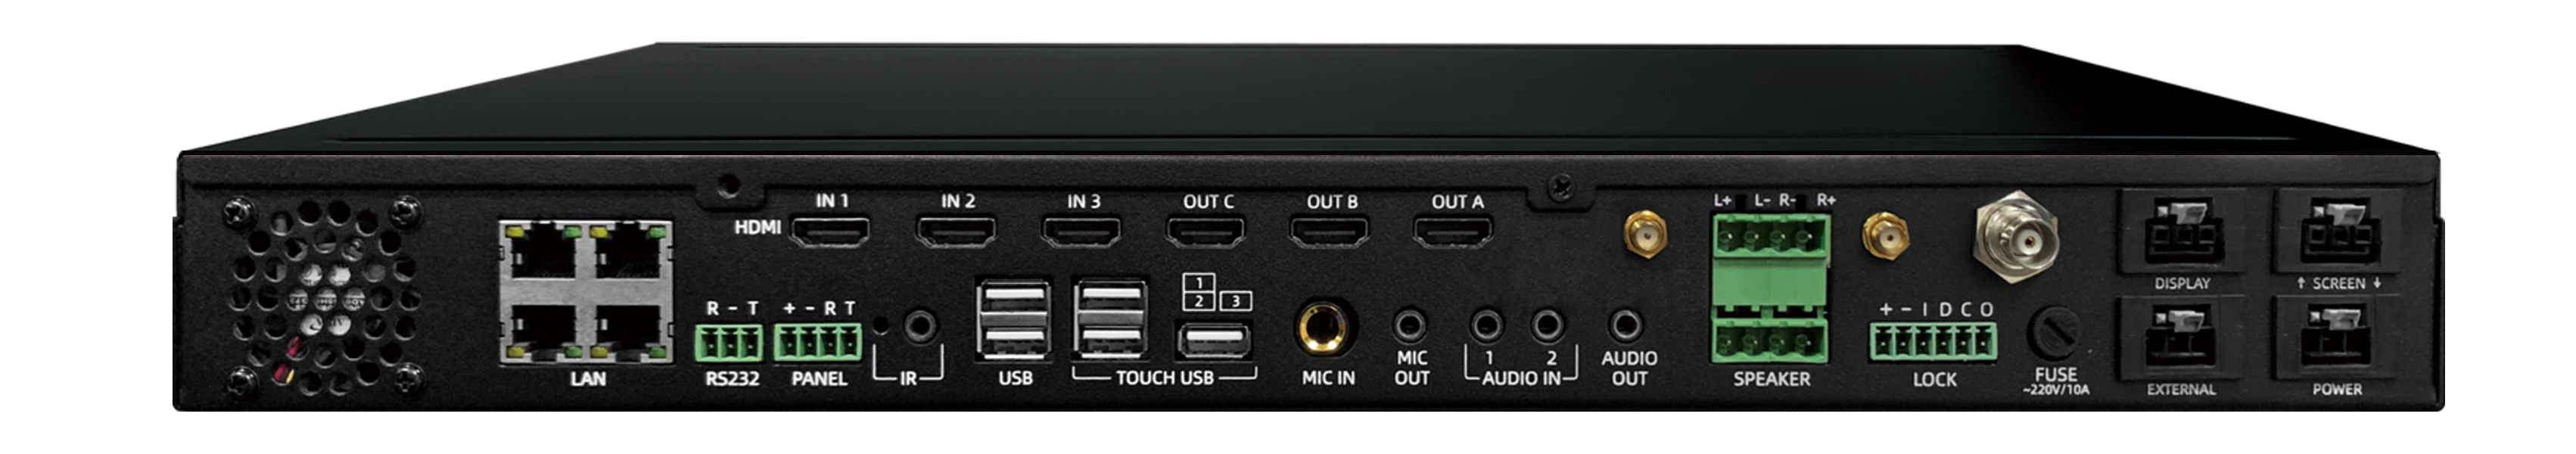 IN 1 IN 2 IN 3 OUT C OUT B OUT A
HDMI
L+ L- R- R+
R - T
+ - R T
1
2 3
+ - I D C O
DISPLAY
↑ SCREEN ↓
LAN
RS232
PANEL
IR
USB
TOUCH USB
MIC IN
MIC
OUT
1 2
AUDIO IN
AUDIO
OUT
SPEAKER
LOCK
FUSE
~220V/10A
EXTERNAL
POWER